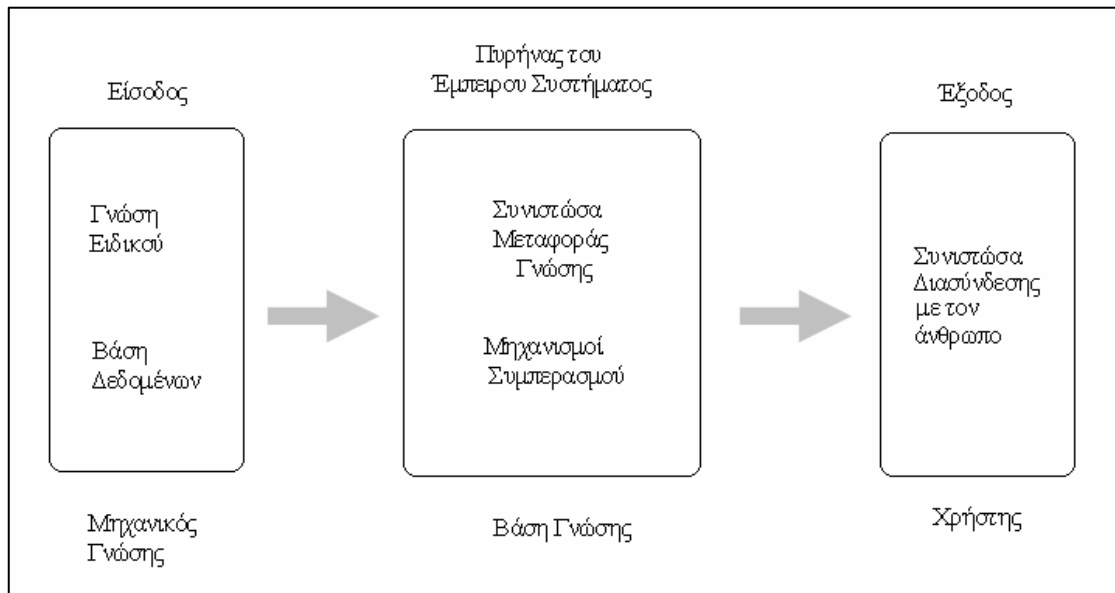 Είσοδος
Γνώση
Ειδικού
Βάση
Δεδομένων
Μηχανικός
Γνώσης
Πυρήνας του
Έμπειρου Συστήματος
Συνιστώσα
Μεταφοράς
Γνώσης
Μηχανισμοί
Συμπερασμού
Βάση Γνώσης
Έξοδος
Συνιστώσα
Διασύνδεσης
με τον
άνθρωπο
Χρήστης